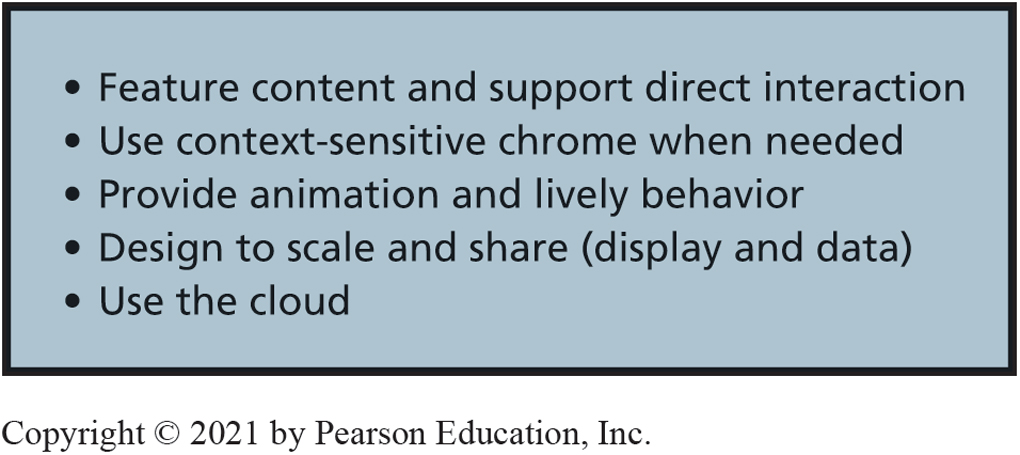 • Feature content and support direct interaction
• Use context-sensitive chrome when needed
• Provide animation and lively behavior
• Design to scale and share (display and data)
• Use the cloud
Copyright © 2021 by Pearson Education, Inc.